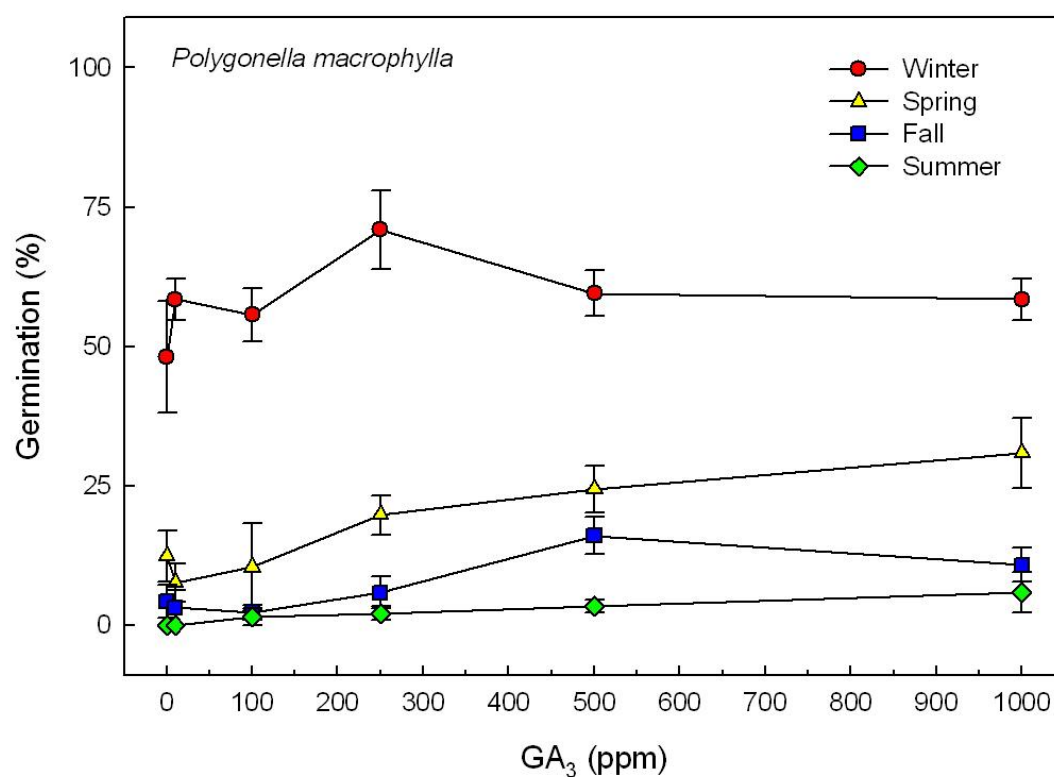 Polygonella macrophylla
Winter
Spring
Fall
Summer
100
75
50
25
0
Germination (%)
0 100 200 300 400 500 600 700 800 900 1000
GA₃ (ppm)